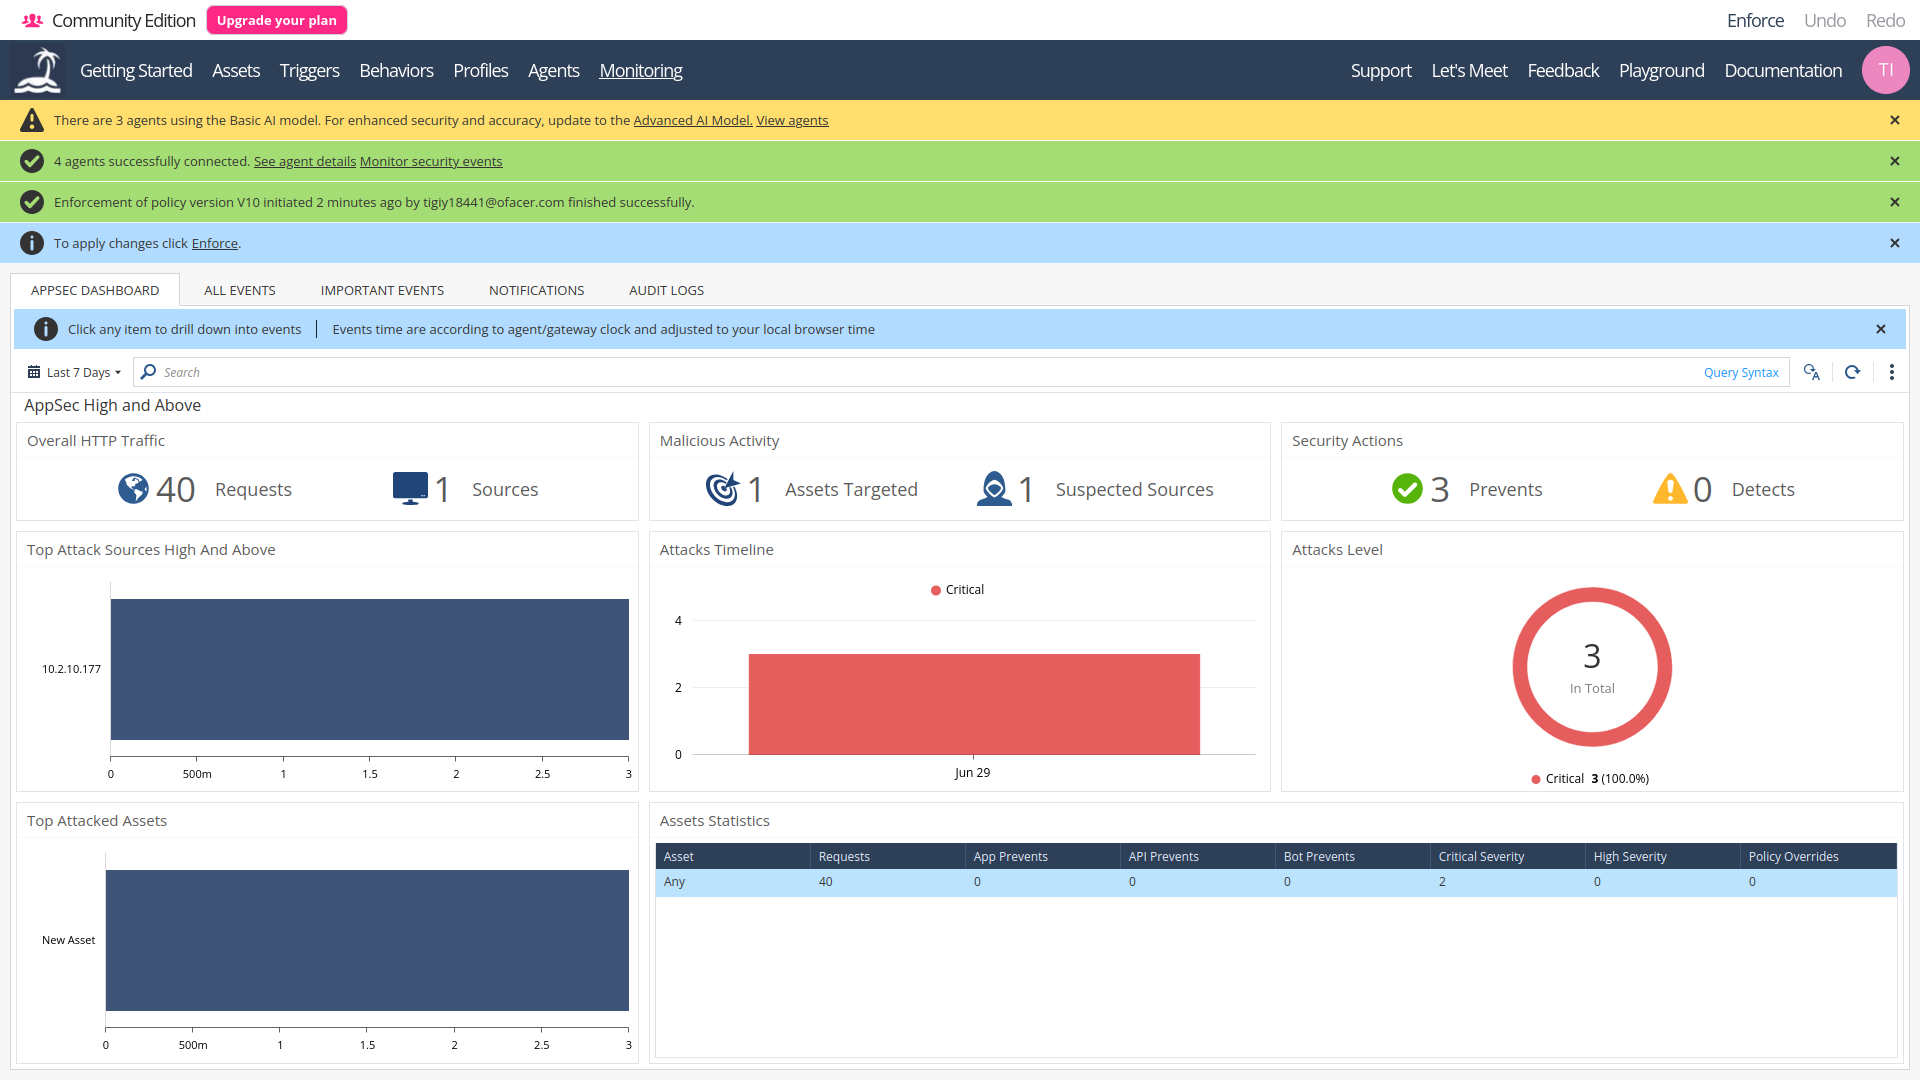 Community Edition Upgrade your plan Enforce Undo Redo
Getting Started Assets Triggers Behaviors Profiles Agents Monitoring Support Let's Meet Feedback Playground Documentation TI
There are 3 agents using the Basic AI model. For enhanced security and accuracy, update to the Advanced AI Model. View agents
4 agents successfully connected. See agent details Monitor security events
Enforcement of policy version V10 initiated 2 minutes ago by tigiy18441@ofacer.com finished successfully.
To apply changes click Enforce.
APPSEC DASHBOARD ALL EVENTS IMPORTANT EVENTS NOTIFICATIONS AUDIT LOGS
Click any item to drill down into events Events time are according to agent/gateway clock and adjusted to your local browser time
Last 7 Days Search Query Syntax
AppSec High and Above
Overall HTTP Traffic
40 Requests 1 Sources
Malicious Activity
1 Assets Targeted 1 Suspected Sources
Security Actions
3 Prevents 0 Detects
Top Attack Sources High And Above
10.2.10.177
0 500m 1 1.5 2 2.5 3
Attacks Timeline
Critical
4
2
0
Jun 29
Attacks Level
3
In Total
Critical 3 (100.0%)
Top Attacked Assets
New Asset
0 500m 1 1.5 2 2.5 3
Assets Statistics
Asset Requests App Prevents API Prevents Bot Prevents Critical Severity High Severity Policy Overrides
Any 40 0 0 0 2 0 0